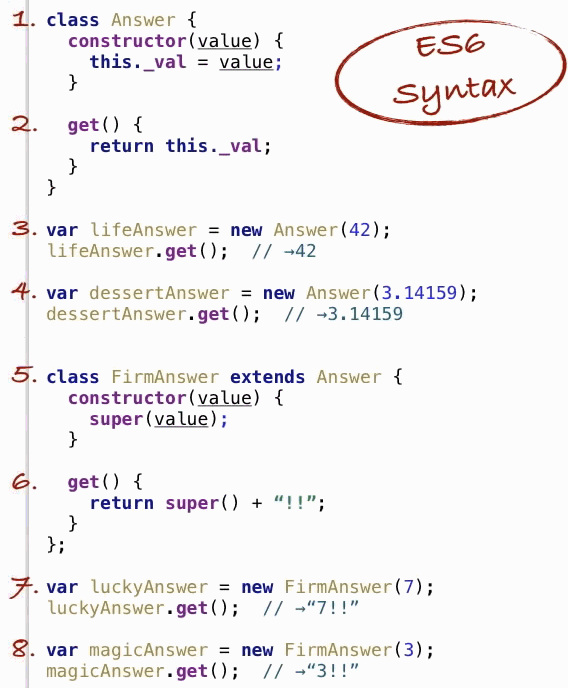 1. class Answer {
constructor(value) {
this._val = value;
}
ES6
Syntax
2. get() {
return this._val;
}
}
3. var lifeAnswer = new Answer(42);
lifeAnswer.get(); // →42
4. var dessertAnswer = new Answer(3.14159);
dessertAnswer.get(); // →3.14159
5. class FirmAnswer extends Answer {
constructor(value) {
super(value);
}
6. get() {
return super() + “!!”;
}
};
7. var luckyAnswer = new FirmAnswer(7);
luckyAnswer.get(); // →“7!!”
8. var magicAnswer = new FirmAnswer(3);
magicAnswer.get(); // →“3!!”